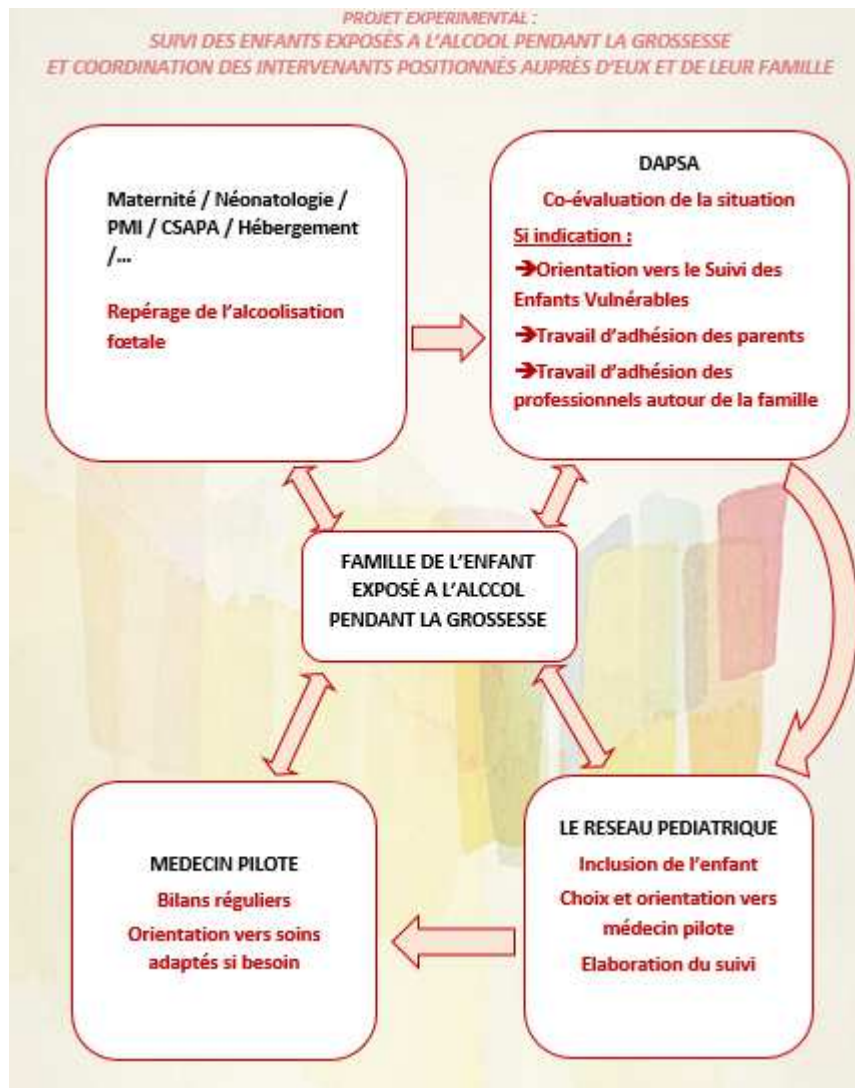 PROJET EXPERIMENTAL :
SUIVI DES ENFANTS EXPOSÉS A L'ALCOOL PENDANT LA GROSSESSE
ET COORDINATION DES INTERVENANTS POSITIONNÉS AUPRÈS D'EUX ET DE LEUR FAMILLE
Maternité / Néonatologie /
PMI / CSAPA / Hébergement
/...
Repérage de l'alcoolisation
fœtale
DAPSA
Co-évaluation de la situation
Si indication :
➔Orientation vers le Suivi des
Enfants Vulnérables
➔Travail d'adhésion des parents
➔Travail d'adhésion des
professionnels autour de la famille
FAMILLE DE L'ENFANT
EXPOSÉ A L'ALCCOL
PENDANT LA GROSSESSE
MEDECIN PILOTE
Bilans réguliers
Orientation vers soins
adaptés si besoin
LE RESEAU PEDIATRIQUE
Inclusion de l'enfant
Choix et orientation vers
médecin pilote
Elaboration du suivi